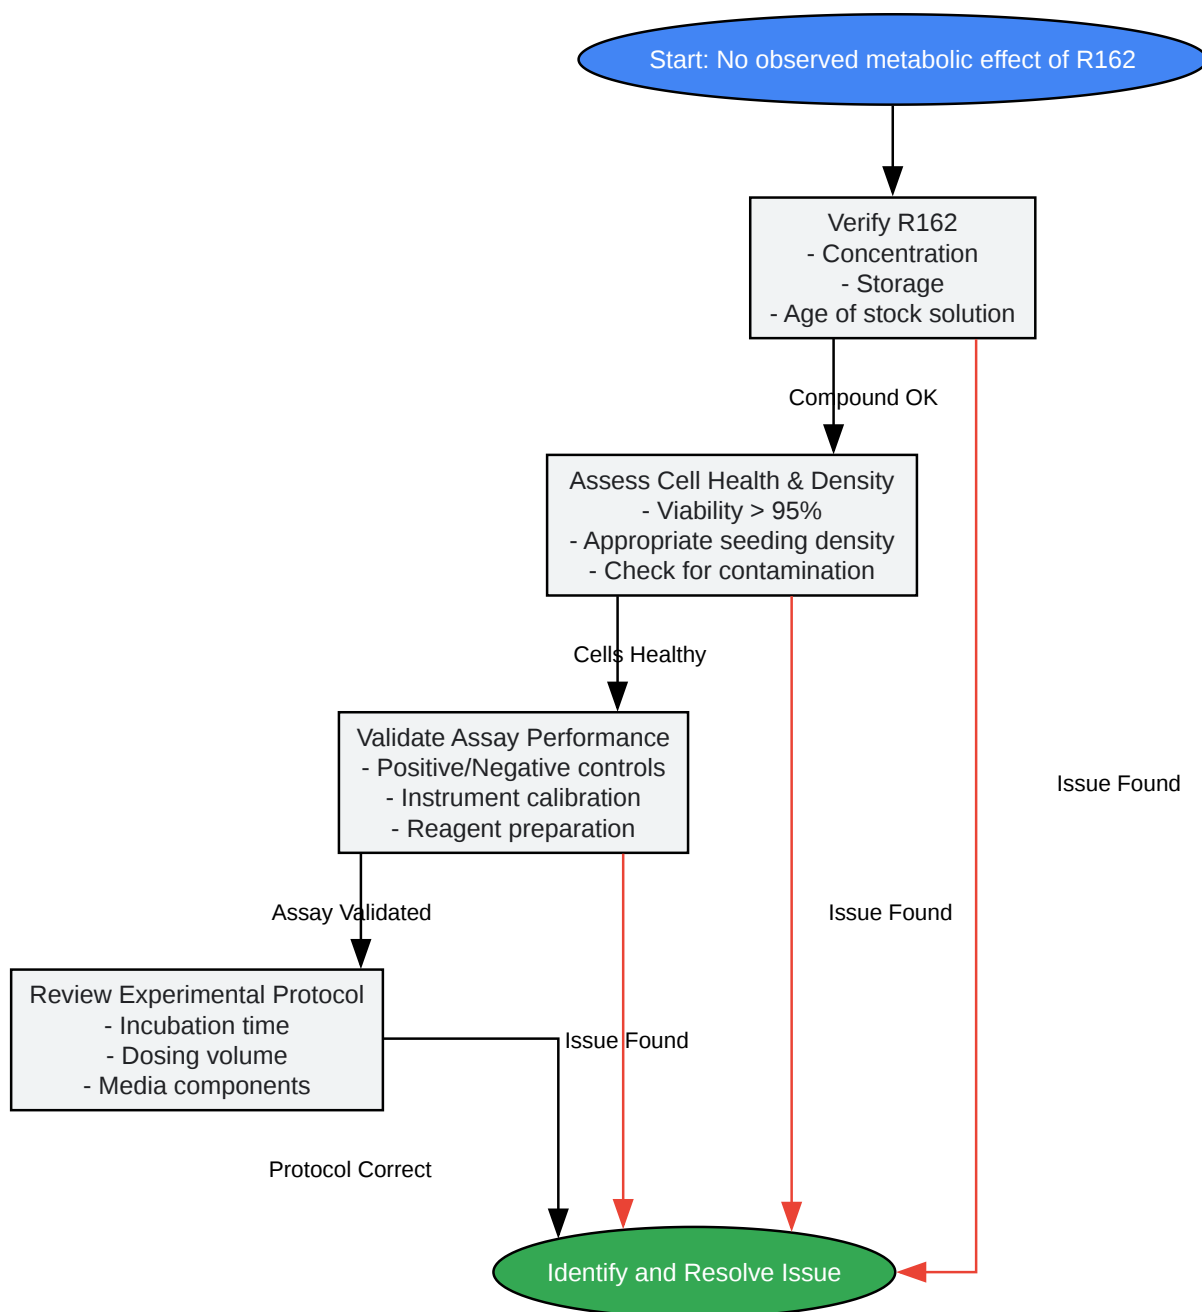 Start: No observed metabolic effect of R162
Verify R162
- Concentration
- Storage
- Age of stock solution
Compound OK
Assess Cell Health & Density
- Viability > 95%
- Appropriate seeding density
- Check for contamination
Cells Healthy
Validate Assay Performance
- Positive/Negative controls
- Instrument calibration
- Reagent preparation
Issue Found
Assay Validated
Issue Found
Review Experimental Protocol
- Incubation time
- Dosing volume
- Media components
Issue Found
Protocol Correct
Identify and Resolve Issue